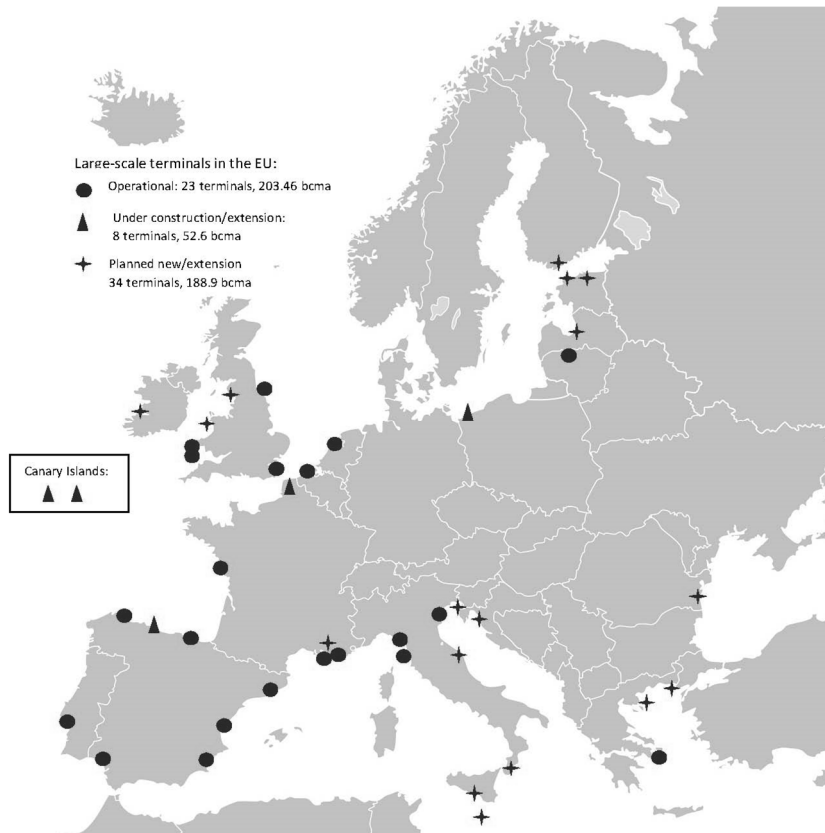 Large-scale terminals in the EU:
Operational: 23 terminals, 203.46 bcma
Under construction/extension:
8 terminals, 52.6 bcma
Planned new/extension
34 terminals, 188.9 bcma
Canary Islands: